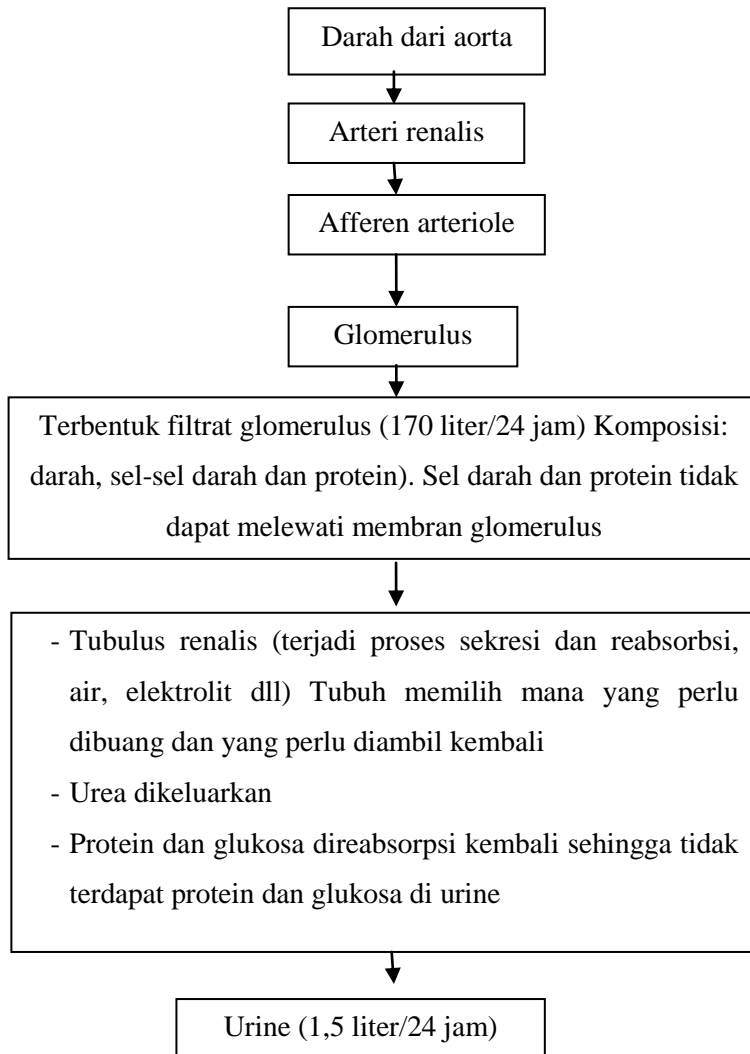 Darah dari aorta
Arteri renalis
Afferen arteriole
Glomerulus
Terbentuk filtrat glomerulus (170 liter/24 jam) Komposisi:
darah, sel-sel darah dan protein). Sel darah dan protein tidak
dapat melewati membran glomerulus
- Tubulus renalis (terjadi proses sekresi dan reabsorbsi,
air, elektrolit dll) Tubuh memilih mana yang perlu
dibuang dan yang perlu diambil kembali
- Urea dikeluarkan
- Protein dan glukosa direabsorpsi kembali sehingga tidak
terdapat protein dan glukosa di urine
Urine (1,5 liter/24 jam)